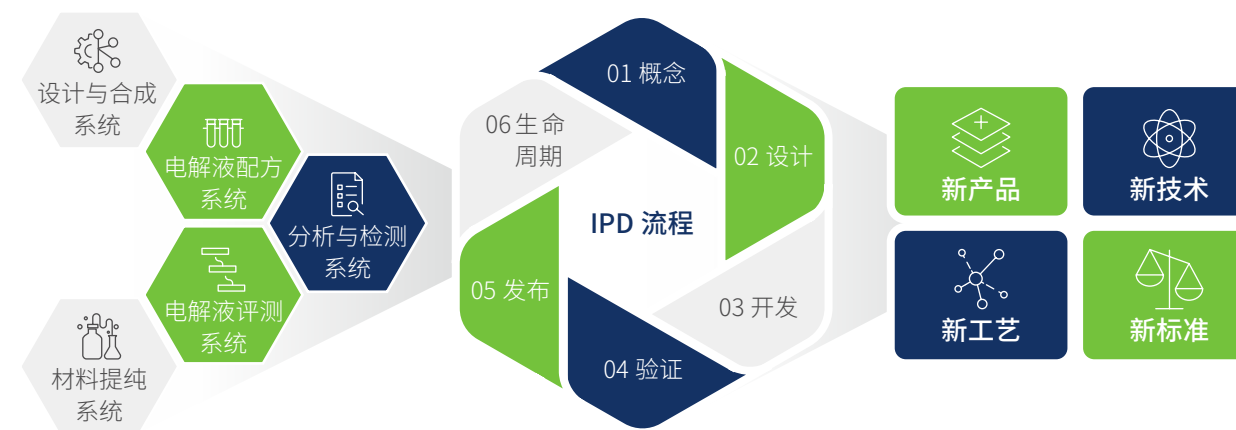 设计与合成
系统
电解液配方
系统
分析与检测
系统
电解液评测
系统
材料提纯
系统
01 概念
02 设计
03 开发
04 验证
05 发布
06生命
周期
IPD 流程
新产品
新技术
新工艺
新标准